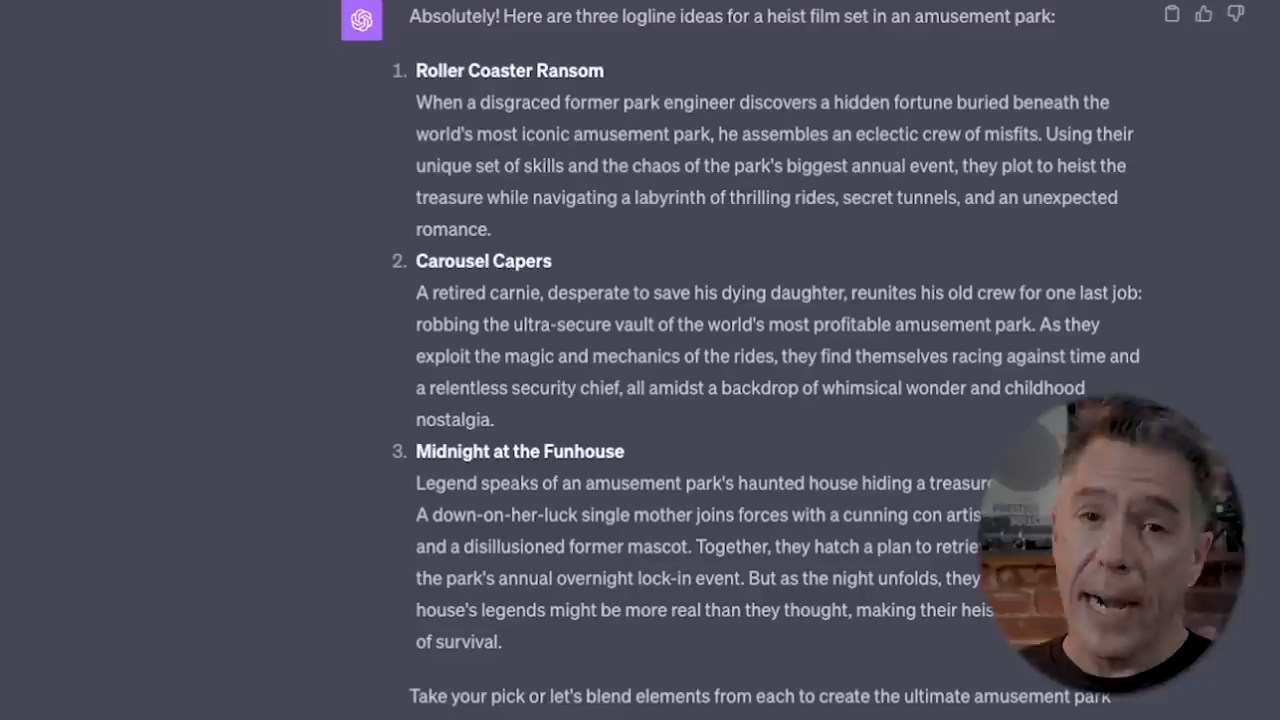 Absolutely! Here are three logline ideas for a heist film set in an amusement park:
1. Roller Coaster Ransom
When a disgraced former park engineer discovers a hidden fortune buried beneath the
world's most iconic amusement park, he assembles an eclectic crew of misfits. Using their
unique set of skills and the chaos of the park's biggest annual event, they plot to heist the
treasure while navigating a labyrinth of thrilling rides, secret tunnels, and an unexpected
romance.
2. Carousel Capers
A retired carnie, desperate to save his dying daughter, reunites his old crew for one last job:
robbing the ultra-secure vault of the world's most profitable amusement park. As they
exploit the magic and mechanics of the rides, they find themselves racing against time and
a relentless security chief, all amidst a backdrop of whimsical wonder and childhood
nostalgia.
3. Midnight at the Funhouse
Legend speaks of an amusement park's haunted house hiding a treasure
A down-on-her-luck single mother joins forces with a cunning con artis
and a disillusioned former mascot. Together, they hatch a plan to retrie
the park's annual overnight lock-in event. But as the night unfolds, they
house's legends might be more real than they thought, making their heis
of survival.
Take your pick or let's blend elements from each to create the ultimate amusement park